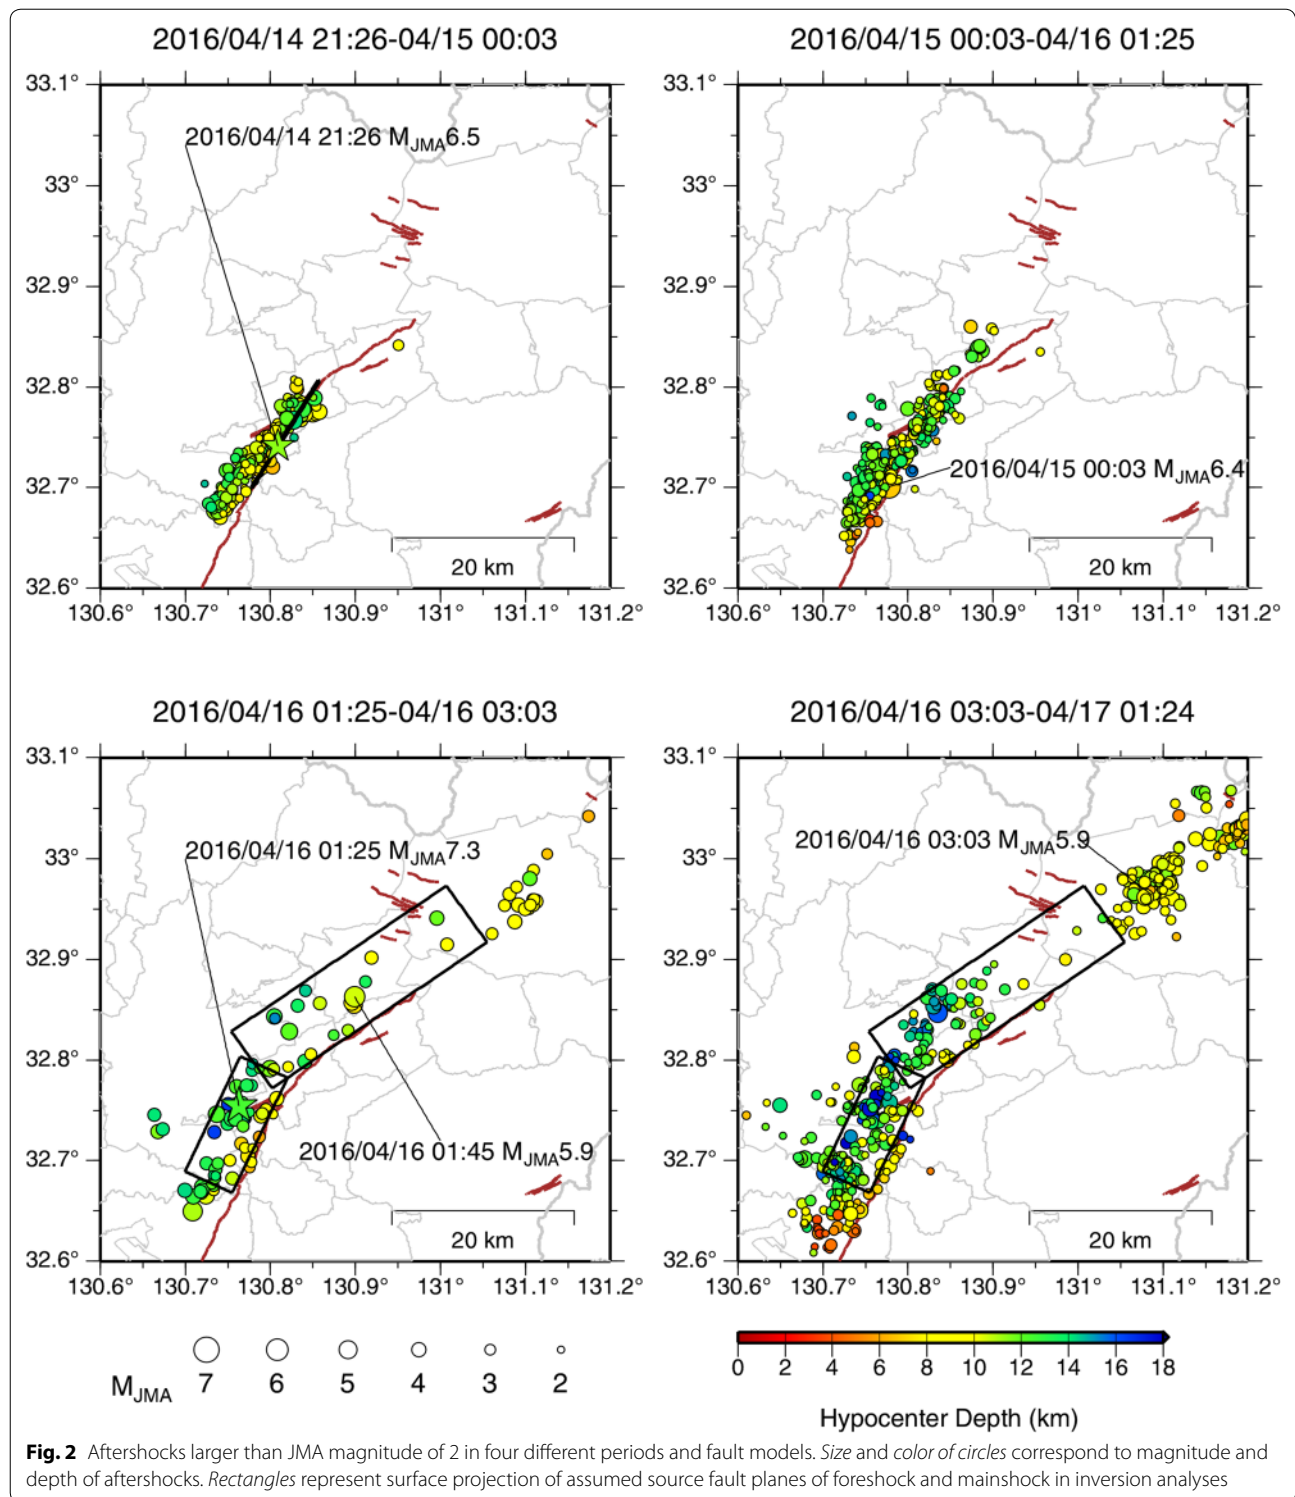 2016/04/14 21:26-04/15 00:03
2016/04/15 00:03-04/16 01:25
33.1°
33°
32.9°
32.8°
32.7°
32.6°
2016/04/14 21:26 MJMA6.5
20 km
130.6° 130.7° 130.8° 130.9° 131° 131.1° 131.2°
33.1°
33°
32.9°
32.8°
32.7°
32.6°
2016/04/15 00:03 MJMA6.4
20 km
130.6° 130.7° 130.8° 130.9° 131° 131.1° 131.2°
2016/04/16 01:25-04/16 03:03
2016/04/16 03:03-04/17 01:24
33.1°
33°
32.9°
32.8°
32.7°
32.6°
2016/04/16 01:25 MJMA7.3
2016/04/16 01:45 MJMA5.9
20 km
130.6° 130.7° 130.8° 130.9° 131° 131.1° 131.2°
33.1°
33°
32.9°
32.8°
32.7°
32.6°
2016/04/16 03:03 MJMA5.9
20 km
130.6° 130.7° 130.8° 130.9° 131° 131.1° 131.2°
MJMA 7 6 5 4 3 2
0 2 4 6 8 10 12 14 16 18
Hypocenter Depth (km)
Fig. 2 Aftershocks larger than JMA magnitude of 2 in four different periods and fault models. Size and color of circles correspond to magnitude and
depth of aftershocks. Rectangles represent surface projection of assumed source fault planes of foreshock and mainshock in inversion analyses